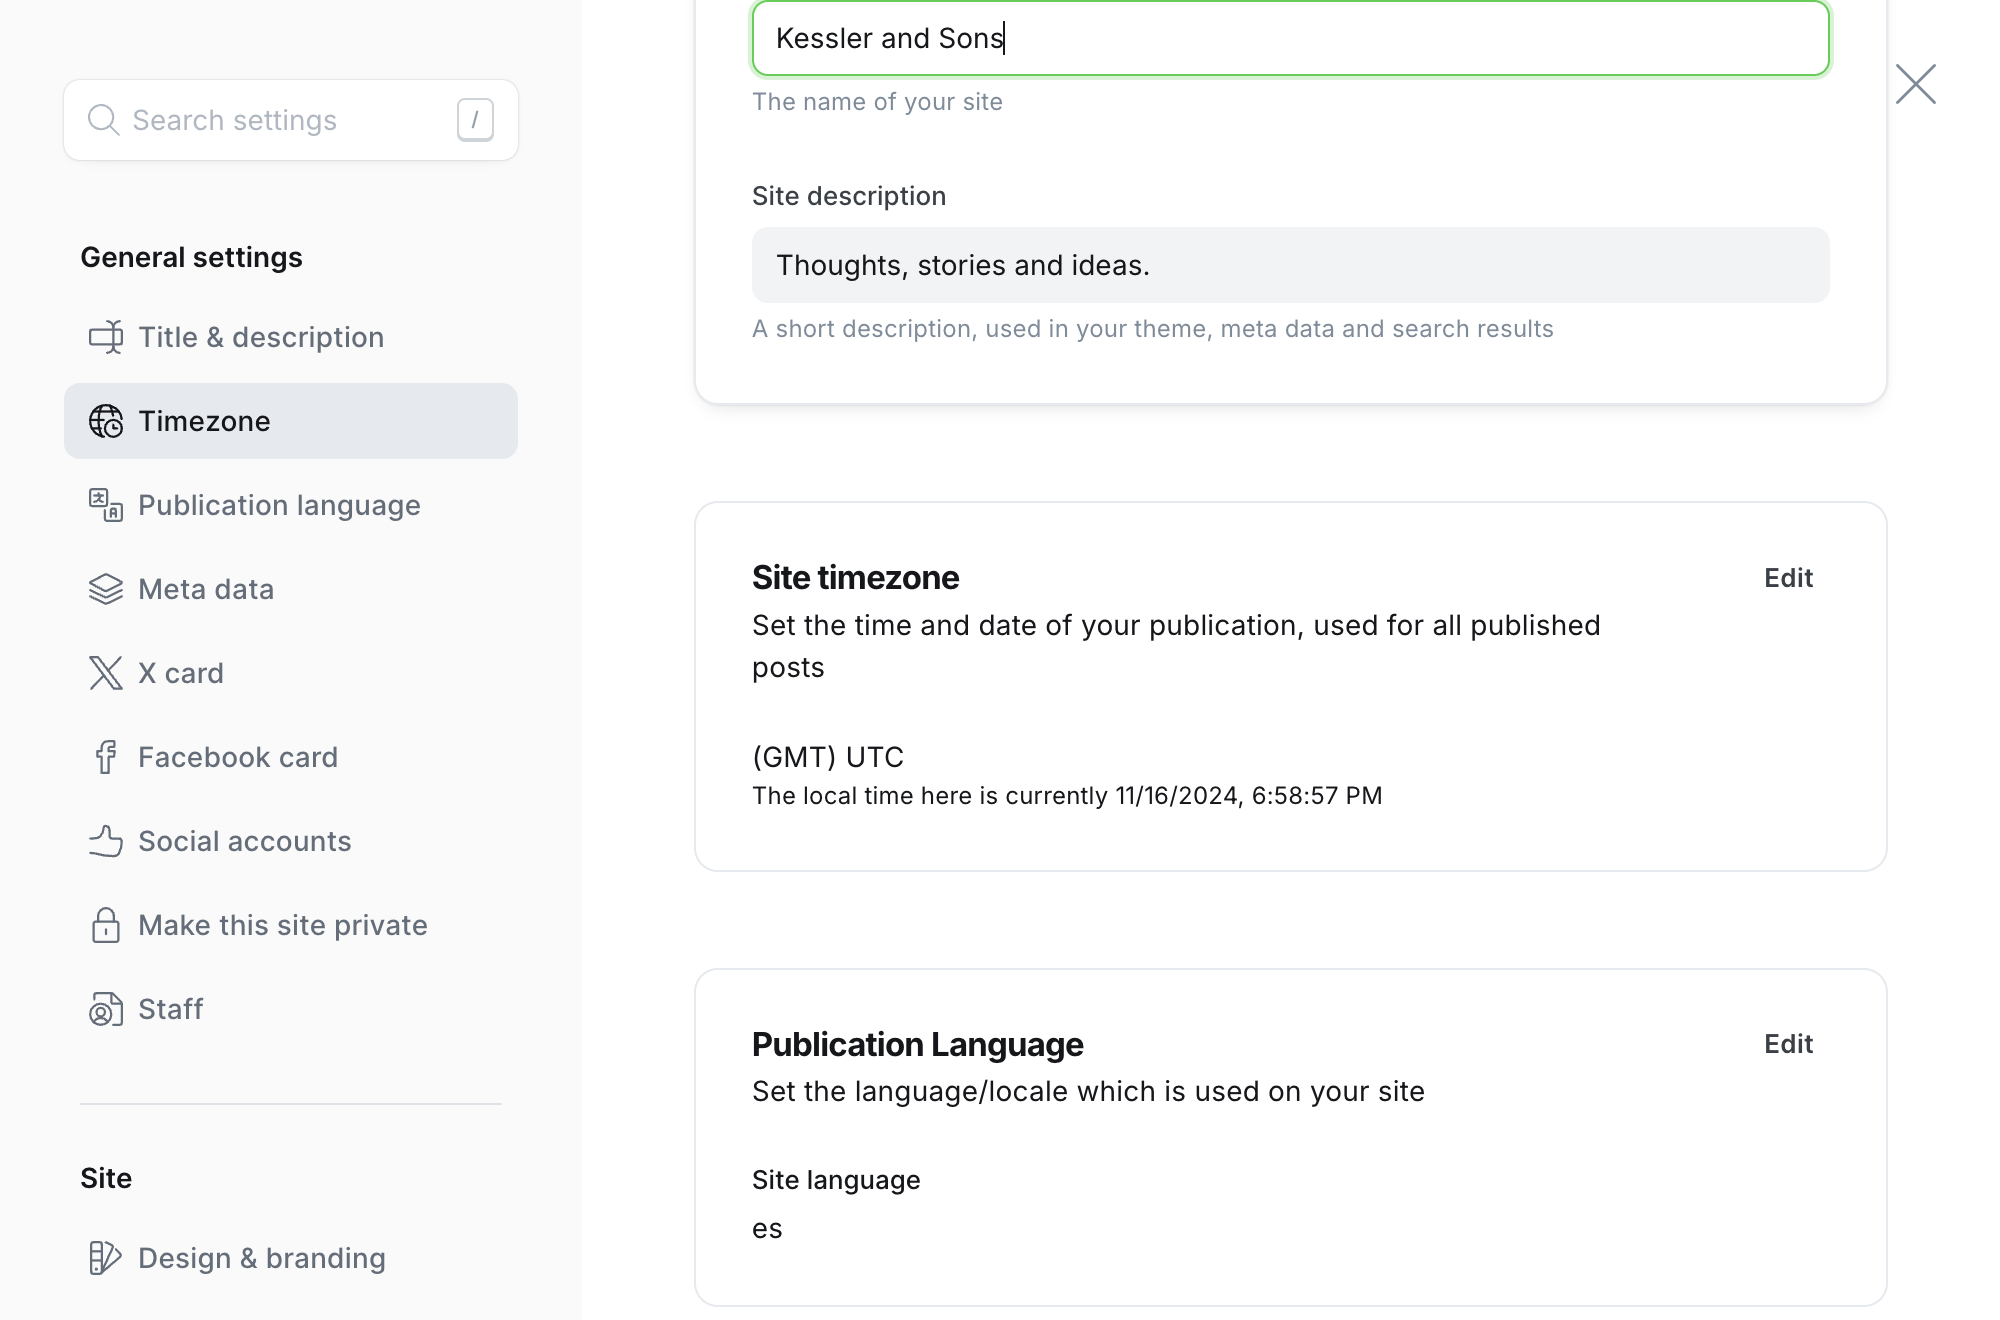 Search settings
/
General settings
Title & description
Timezone
Publication language
Meta data
X card
Facebook card
Social accounts
Make this site private
Staff
Site
Design & branding
Kessler and Sons
The name of your site
Site description
Thoughts, stories and ideas.
A short description, used in your theme, meta data and search results
Site timezone
Edit
Set the time and date of your publication, used for all published
posts
(GMT) UTC
The local time here is currently 11/16/2024, 6:58:57 PM
Publication Language
Edit
Set the language/locale which is used on your site
Site language
es